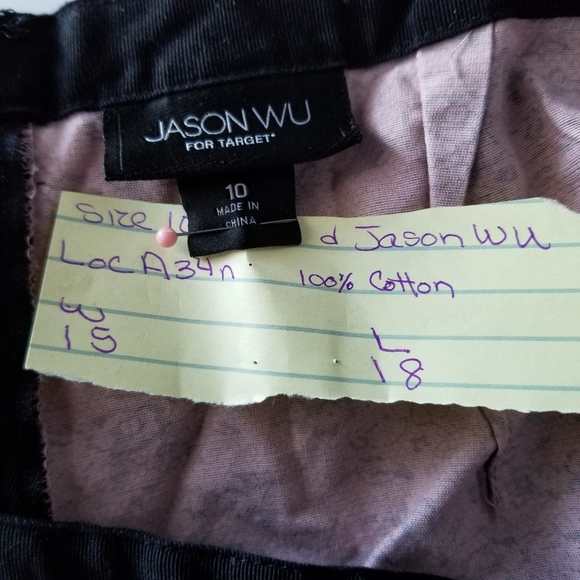 JASON WU
FOR TARGET
10
MADE IN
CHINA
Size 10 d Jason WU
Loc A34n 100% Cotton
W L
15 18